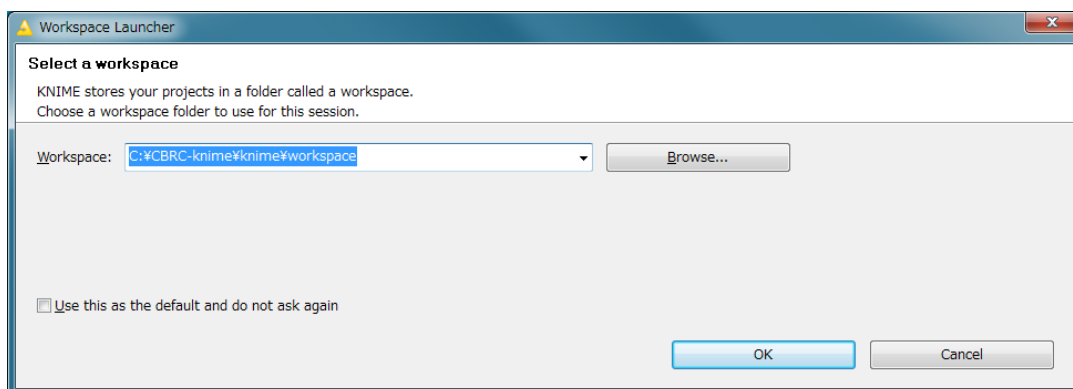 Workspace Launcher
Select a workspace
KNIME stores your projects in a folder called a workspace.
Choose a workspace folder to use for this session.
Workspace: C:¥CBRC-knime¥knime¥workspace Browse...
Use this as the default and do not ask again
OK Cancel